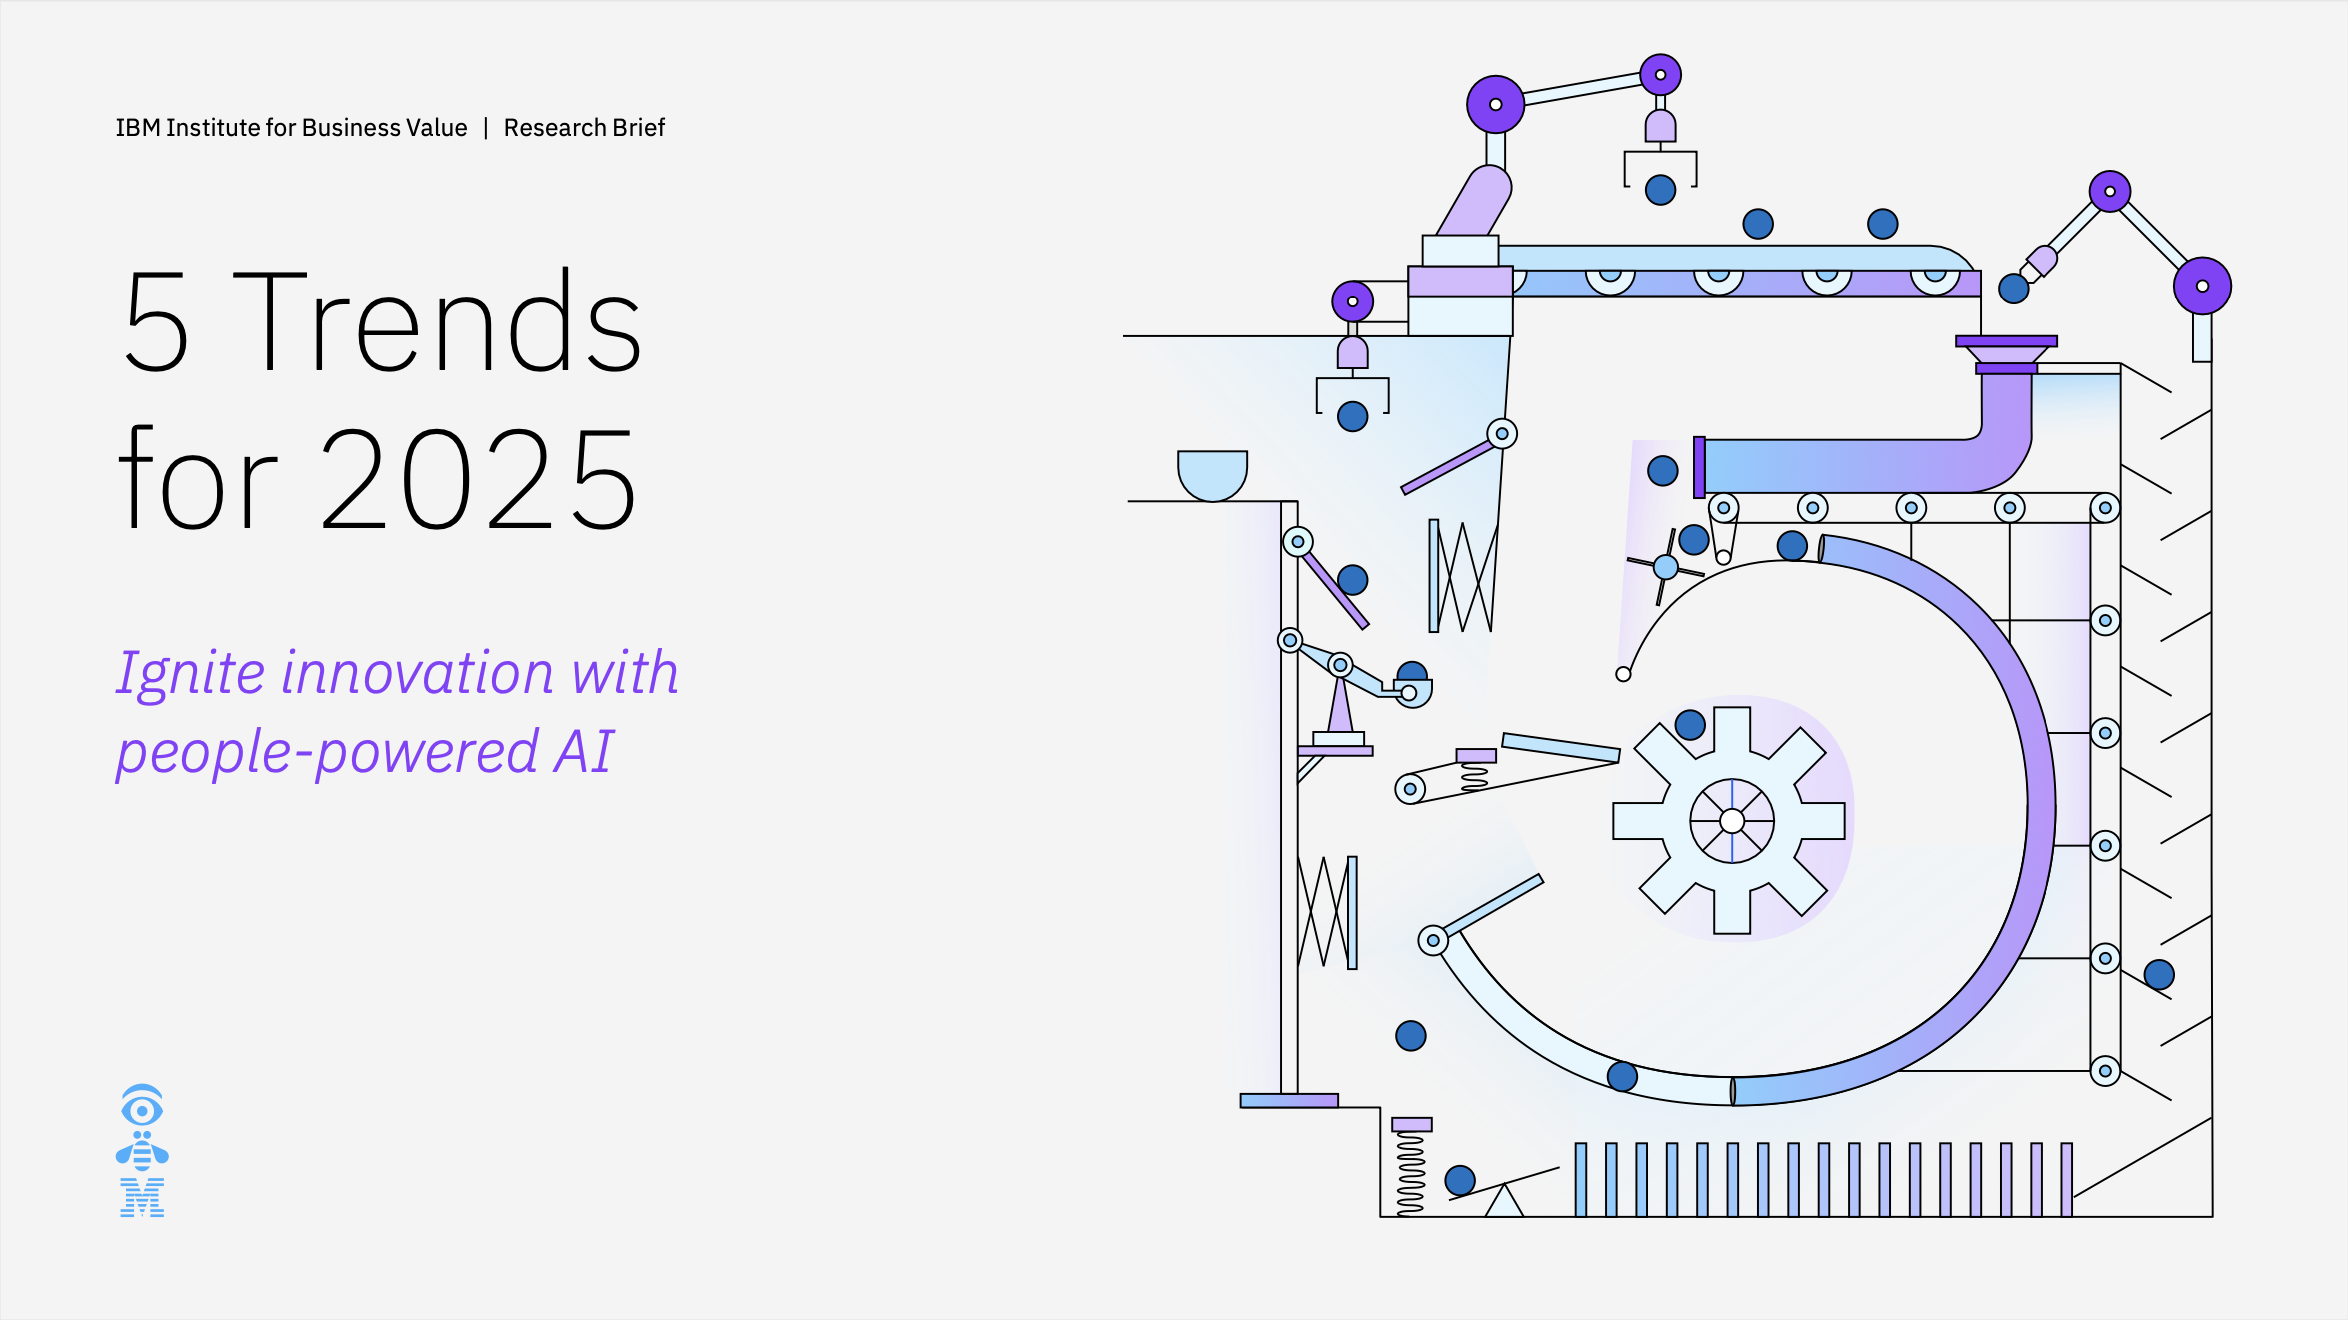 IBM Institute for Business Value | Research Brief
5 Trends
for 2025
Ignite innovation with
people-powered AI
M